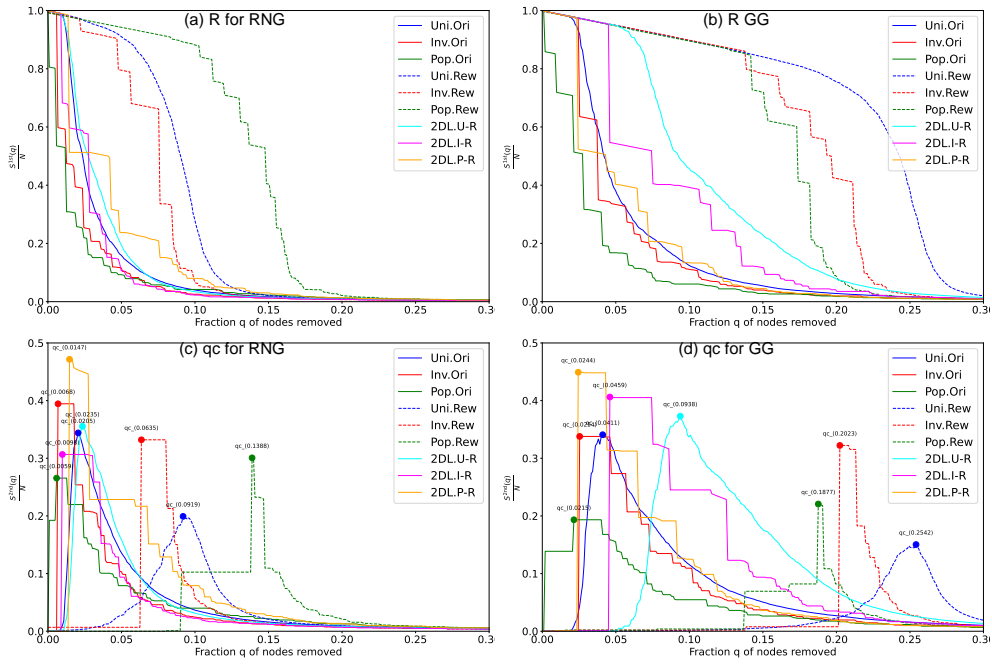 (a) R for RNG
1.0
0.8
0.6
0.4
0.2
0.0
S^{1st}(q)
N
Uni.Ori
Inv.Ori
Pop.Ori
Uni.Rew
Inv.Rew
Pop.Rew
2DL.U-R
2DL.I-R
2DL.P-R
0.00 0.05 0.10 0.15 0.20 0.25 0.30
Fraction q of nodes removed
(b) R GG
1.0
0.8
0.6
0.4
0.2
0.0
S^{1st}(q)
N
Uni.Ori
Inv.Ori
Pop.Ori
Uni.Rew
Inv.Rew
Pop.Rew
2DL.U-R
2DL.I-R
2DL.P-R
0.00 0.05 0.10 0.15 0.20 0.25 0.30
Fraction q of nodes removed
(c) qc for RNG
0.5
0.4
0.3
0.2
0.1
0.0
S^{2nd}(q)
N
qc_(0.0147)
qc_(0.0068)
qc_(0.0235)
qc_(0.0205)
qc_(0.0635)
qc_(0.0059)
qc_(0.1388)
qc_(0.0919)
Uni.Ori
Inv.Ori
Pop.Ori
Uni.Rew
Inv.Rew
Pop.Rew
2DL.U-R
2DL.I-R
2DL.P-R
0.00 0.05 0.10 0.15 0.20 0.25 0.30
Fraction q of nodes removed
(d) qc for GG
0.5
0.4
0.3
0.2
0.1
0.0
S^{2nd}(q)
N
qc_(0.0244)
qc_(0.0459)
qc_(0.0938)
qc_(0.0411)
qc_(0.2023)
qc_(0.0215)
qc_(0.1877)
qc_(0.2542)
Uni.Ori
Inv.Ori
Pop.Ori
Uni.Rew
Inv.Rew
Pop.Rew
2DL.U-R
2DL.I-R
2DL.P-R
0.00 0.05 0.10 0.15 0.20 0.25 0.30
Fraction q of nodes removed